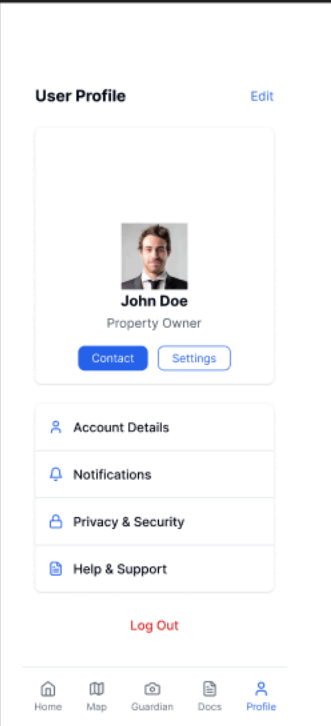 User Profile Edit
John Doe
Property Owner
Contact Settings
Account Details
Notifications
Privacy & Security
Help & Support
Log Out
Home Map Guardian Docs Profile